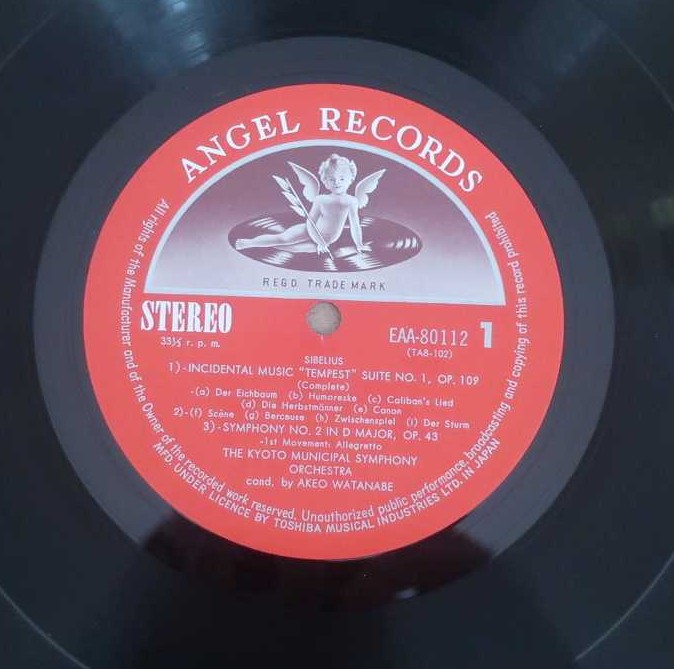 ANGEL RECORDS
REGD TRADE MARK
STEREO
33⅓ r. p. m.
EAA-80112 1
(TA8-102)
SIBELIUS
1)-INCIDENTAL MUSIC "TEMPEST" SUITE NO. 1, OP. 109
(Complete)
-(a) Der Eichbaum (b) Humoreske (c) Caliban's Lied
(d) Die Herbstmänner (e) Canon
2)-(f) Scène (g) Berceuse (h) Zwischenspiel (i) Der Sturm
3)-SYMPHONY NO. 2 IN D MAJOR, OP. 43
-1st Movement: Allegretto
THE KYOTO MUNICIPAL SYMPHONY
ORCHESTRA
cond. by AKEO WATANABE
All rights of the Manufacturer and of the Owner of the recorded work reserved. Unauthorized public performance, broadcasting and copying of this record prohibited
MFD. UNDER LICENCE BY TOSHIBA MUSICAL INDUSTRIES LTD. IN JAPAN